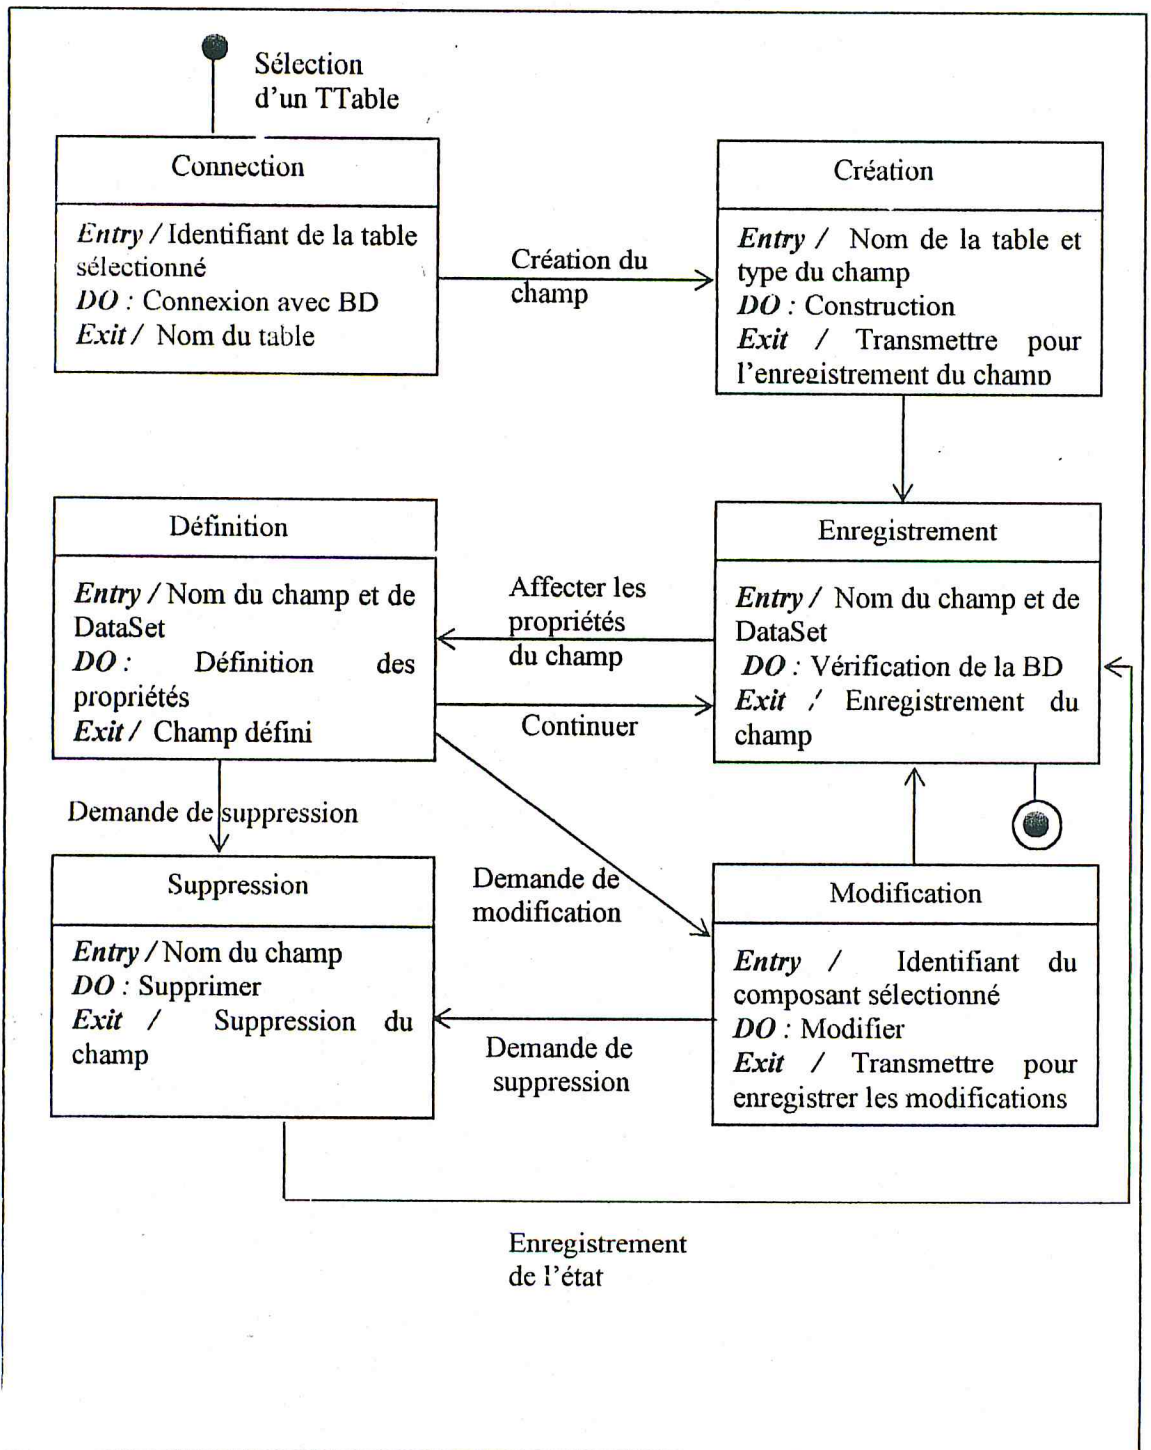 Sélection
d'un TTable
Connection
Entry / Identifiant de la table
sélectionné
DO : Connexion avec BD
Exit / Nom du table
Création du
champ
Création
Entry / Nom de la table et
type du champ
DO : Construction
Exit / Transmettre pour
l'enregistrement du champ
Définition
Entry / Nom du champ et de
DataSet
DO : Définition des
propriétés
Exit / Champ défini
Affecter les
propriétés
du champ
Continuer
Enregistrement
Entry / Nom du champ et de
DataSet
DO : Vérification de la BD
Exit / Enregistrement du
champ
Demande de suppression
Suppression
Entry / Nom du champ
DO : Supprimer
Exit / Suppression du
champ
Demande de
modification
Demande de
suppression
Modification
Entry / Identifiant du
composant sélectionné
DO : Modifier
Exit / Transmettre pour
enregistrer les modifications
Enregistrement
de l'état